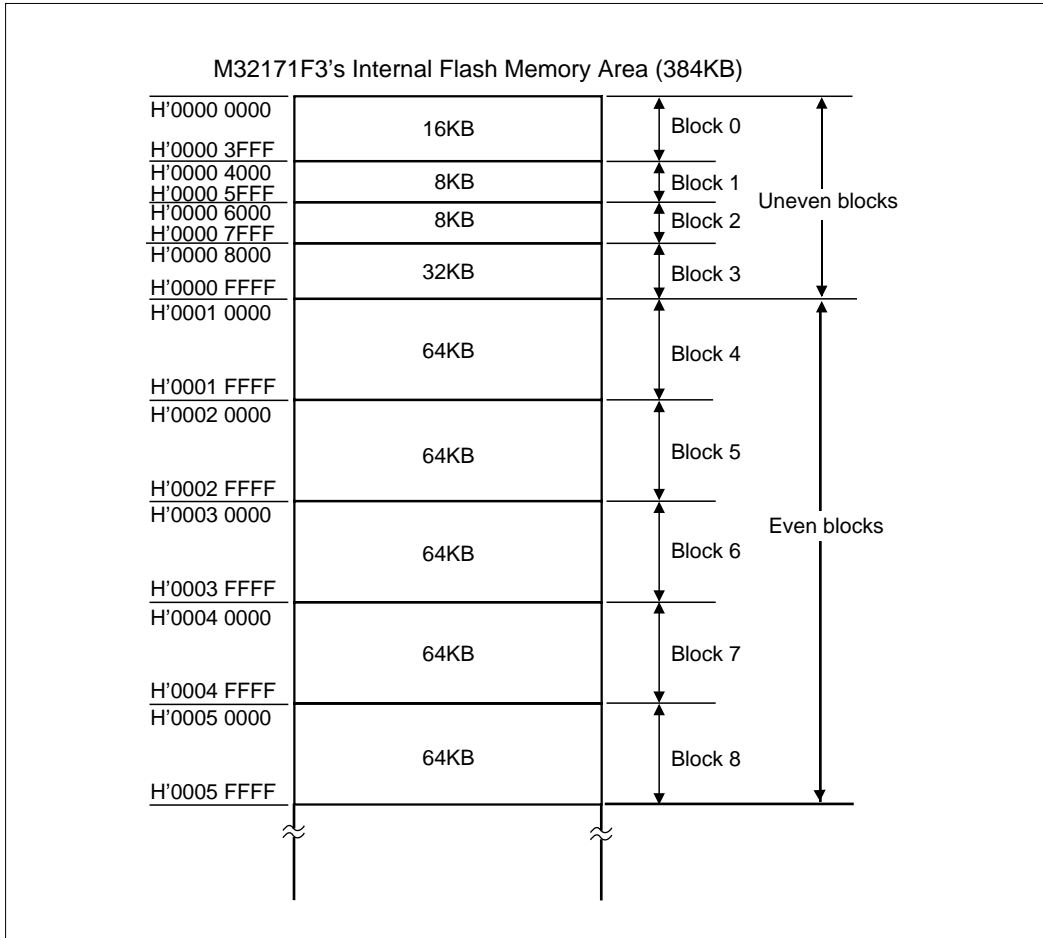 M32171F3's Internal Flash Memory Area (384KB)
H'0000 0000
16KB
Block 0
H'0000 3FFF
H'0000 4000
8KB
Block 1
H'0000 5FFF
Uneven blocks
H'0000 6000
8KB
Block 2
H'0000 7FFF
H'0000 8000
32KB
Block 3
H'0000 FFFF
H'0001 0000
64KB
Block 4
H'0001 FFFF
H'0002 0000
64KB
Block 5
H'0002 FFFF
H'0003 0000
Even blocks
64KB
Block 6
H'0003 FFFF
H'0004 0000
64KB
Block 7
H'0004 FFFF
H'0005 0000
64KB
Block 8
H'0005 FFFF